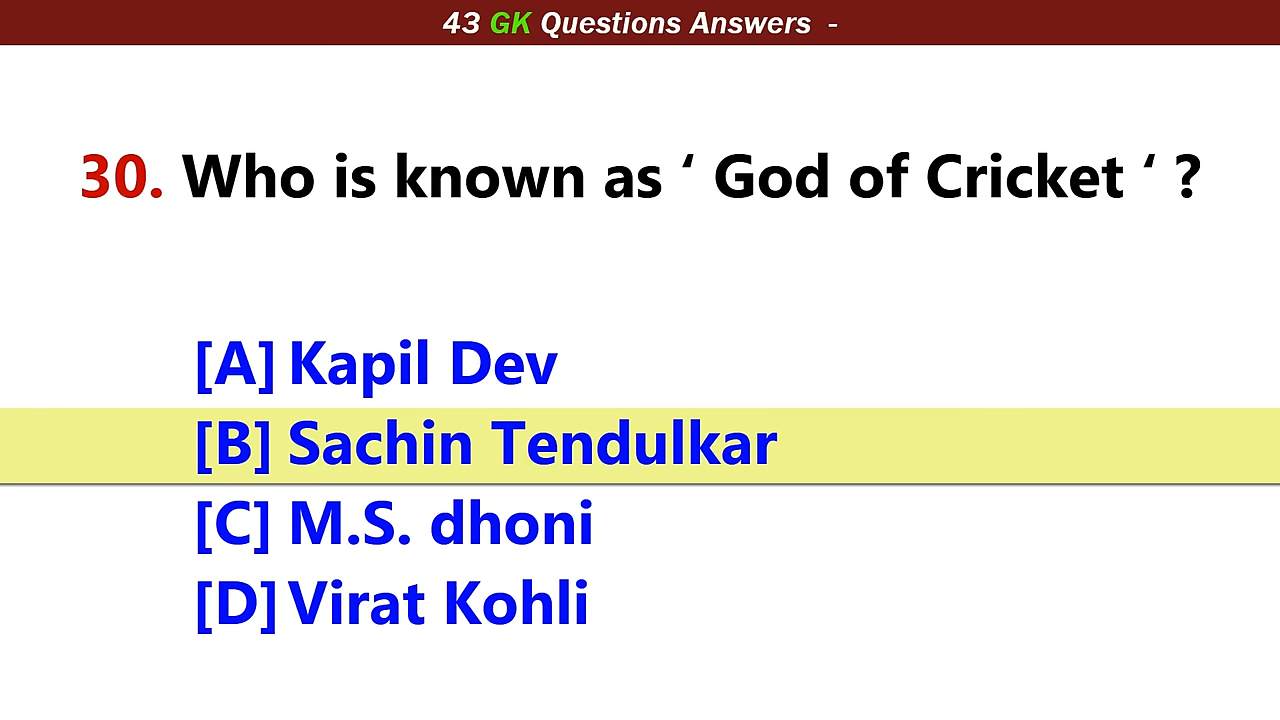 43 GK Questions Answers -
30. Who is known as ‘ God of Cricket ‘ ?
[A] Kapil Dev
[B] Sachin Tendulkar
[C] M.S. dhoni
[D] Virat Kohli